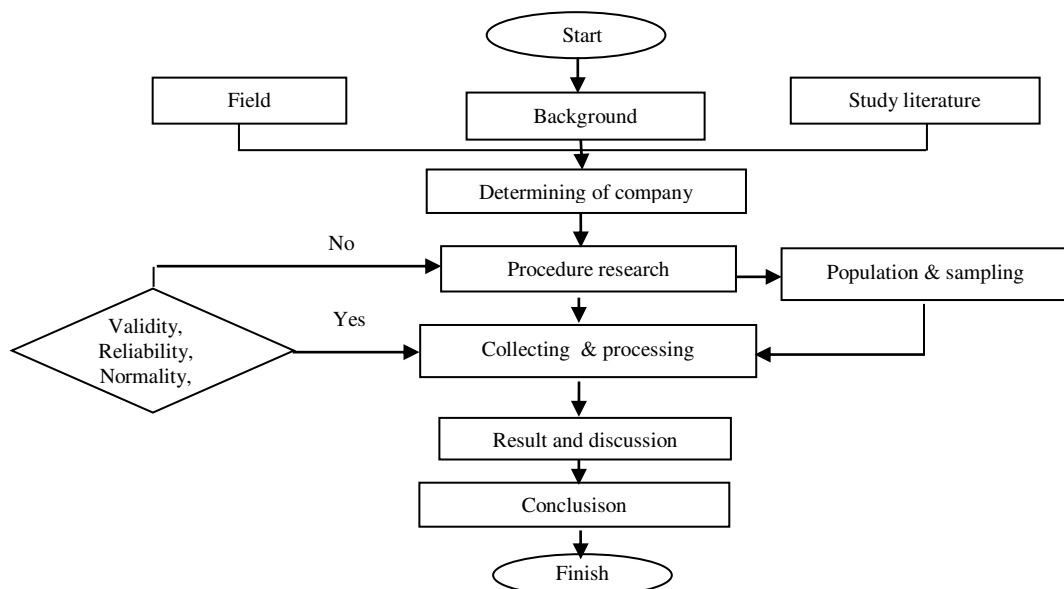 Start
Field
Background
Study literature
Determining of company
No
Procedure research
Population & sampling
Yes
Validity,
Reliability,
Normality,
Collecting & processing
Result and discussion
Conclusison
Finish